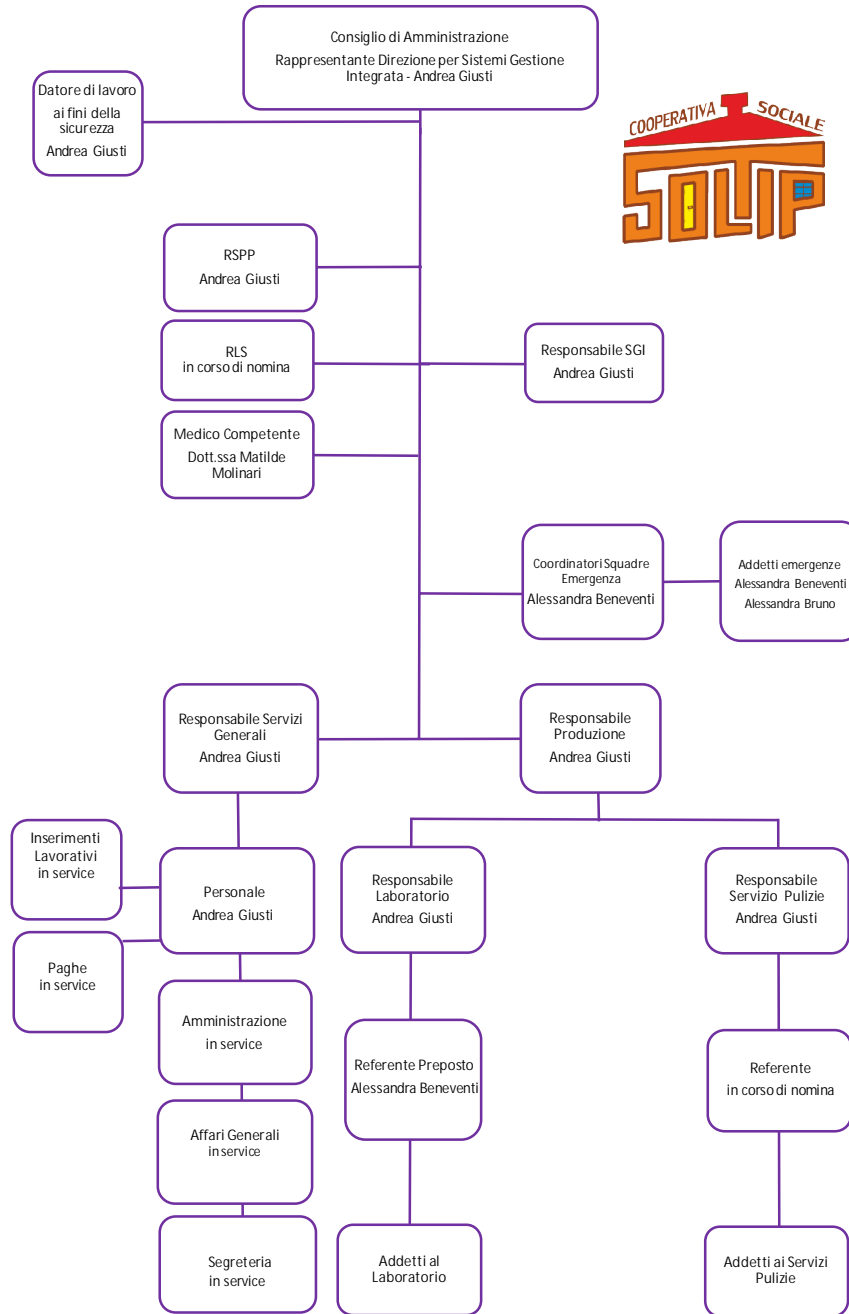 Consiglio di Amministrazione
Rappresentante Direzione per Sistemi Gestione
Integrata - Andrea Giusti
Datore di lavoro
ai fini della
sicurezza
Andrea Giusti
COOPERATIVA SOCIALE
SOLTIP
RSPP
Andrea Giusti
RLS
in corso di nomina
Responsabile SGI
Andrea Giusti
Medico Competente
Dott.ssa Matilde
Molinari
Coordinatori Squadre
Emergenza
Alessandra Beneventi
Addetti emergenze
Alessandra Beneventi
Alessandra Bruno
Responsabile Servizi
Generali
Andrea Giusti
Responsabile
Produzione
Andrea Giusti
Inserimenti
Lavorativi
in service
Personale
Andrea Giusti
Responsabile
Laboratorio
Andrea Giusti
Responsabile
Servizio Pulizie
Andrea Giusti
Paghe
in service
Amministrazione
in service
Referente Preposto
Alessandra Beneventi
Referente
in corso di nomina
Affari Generali
in service
Segreteria
in service
Addetti al
Laboratorio
Addetti ai Servizi
Pulizie